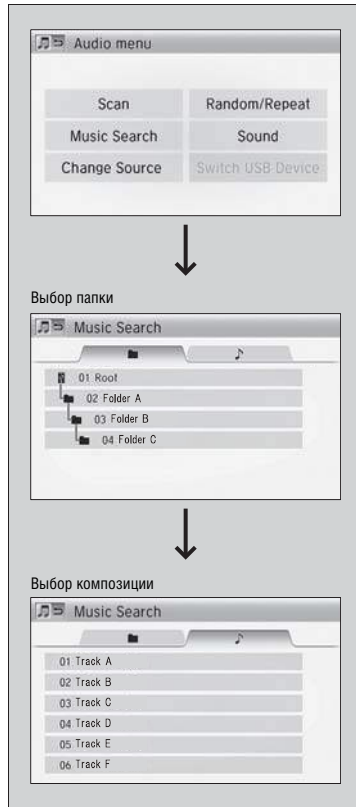 Audio menu
Scan Random/Repeat
Music Search Sound
Change Source Switch USB Device
Выбор папки
Music Search
01 Root
02 Folder A
03 Folder B
04 Folder C
Выбор композиции
Music Search
01 Track A
02 Track B
03 Track C
04 Track D
05 Track E
06 Track F